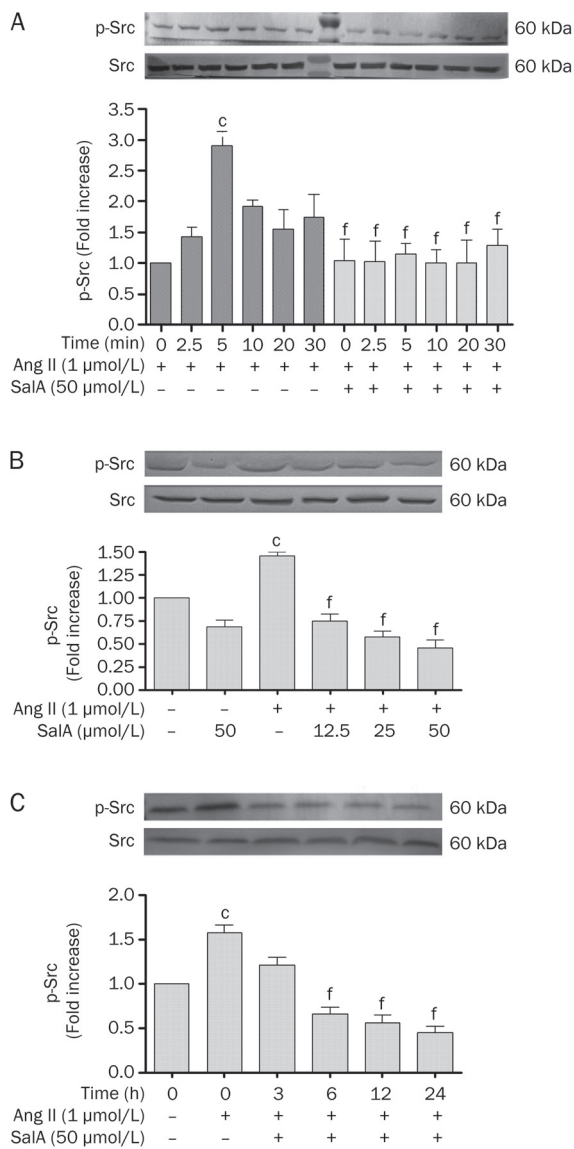 A
p-Src 60 kDa
Src 60 kDa
3.5
3.0
2.5
2.0
1.5
1.0
0.5
0.0
p-Src (Fold increase)
c
f f f f f f
Time (min) 0 2.5 5 10 20 30 0 2.5 5 10 20 30
Ang II (1 µmol/L) + + + + + + + + + + + +
SalA (50 µmol/L) – – – – – – + + + + + +
B
p-Src 60 kDa
Src 60 kDa
1.50
1.25
1.00
0.75
0.50
0.25
0.00
p-Src
(Fold increase)
c
f f f
Ang II (1 µmol/L) – – + + + +
SalA (µmol/L) – 50 – 12.5 25 50
C
p-Src 60 kDa
Src 60 kDa
2.0
1.5
1.0
0.5
0.0
p-Src
(Fold increase)
c
f f f
Time (h) 0 0 3 6 12 24
Ang II (1 µmol/L) – + + + + +
SalA (50 µmol/L) – – + + + +